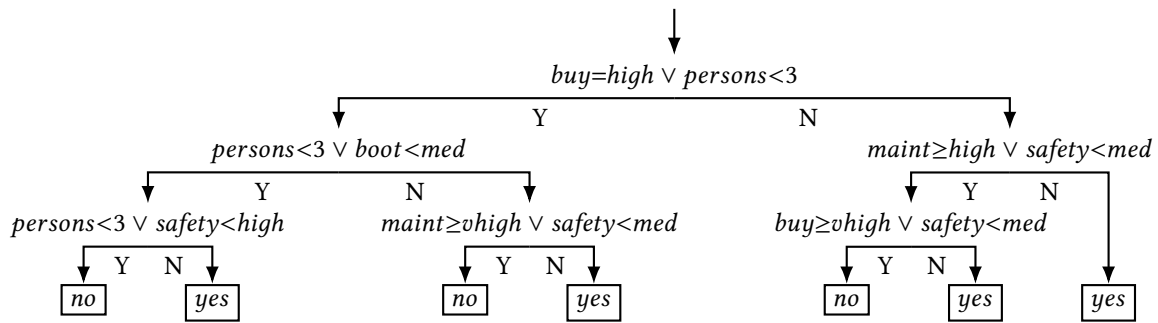 buy=high ∨ persons<3
Y N
persons<3 ∨ boot<med maint≥high ∨ safety<med
Y N Y N
persons<3 ∨ safety<high maint≥vhigh ∨ safety<med buy≥vhigh ∨ safety<med
Y N Y N Y N
no yes no yes no yes yes